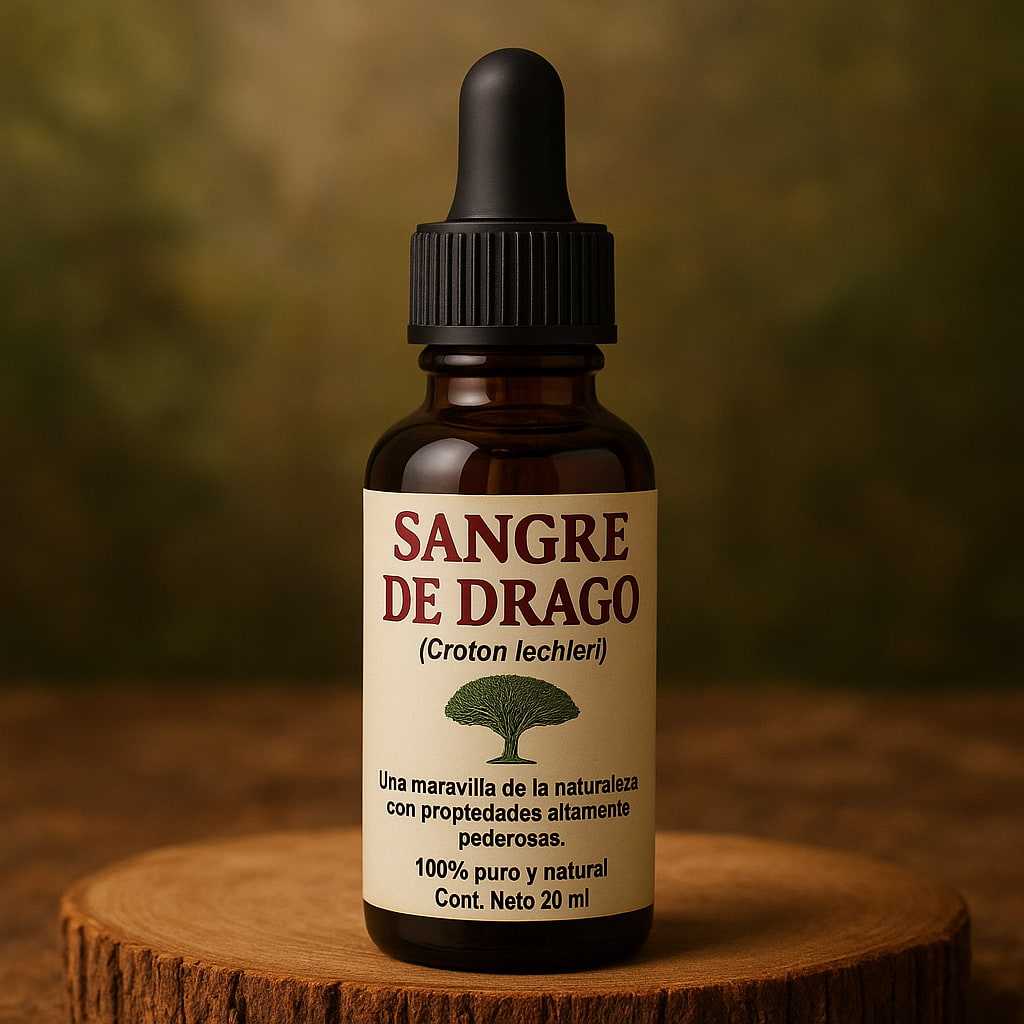 SANGRE
DE DRAGO
(Croton lechleri)
Una maravilla de la naturaleza
con proptedades altamente
pederosas.
100% puro y natural
Cont. Neto 20 ml